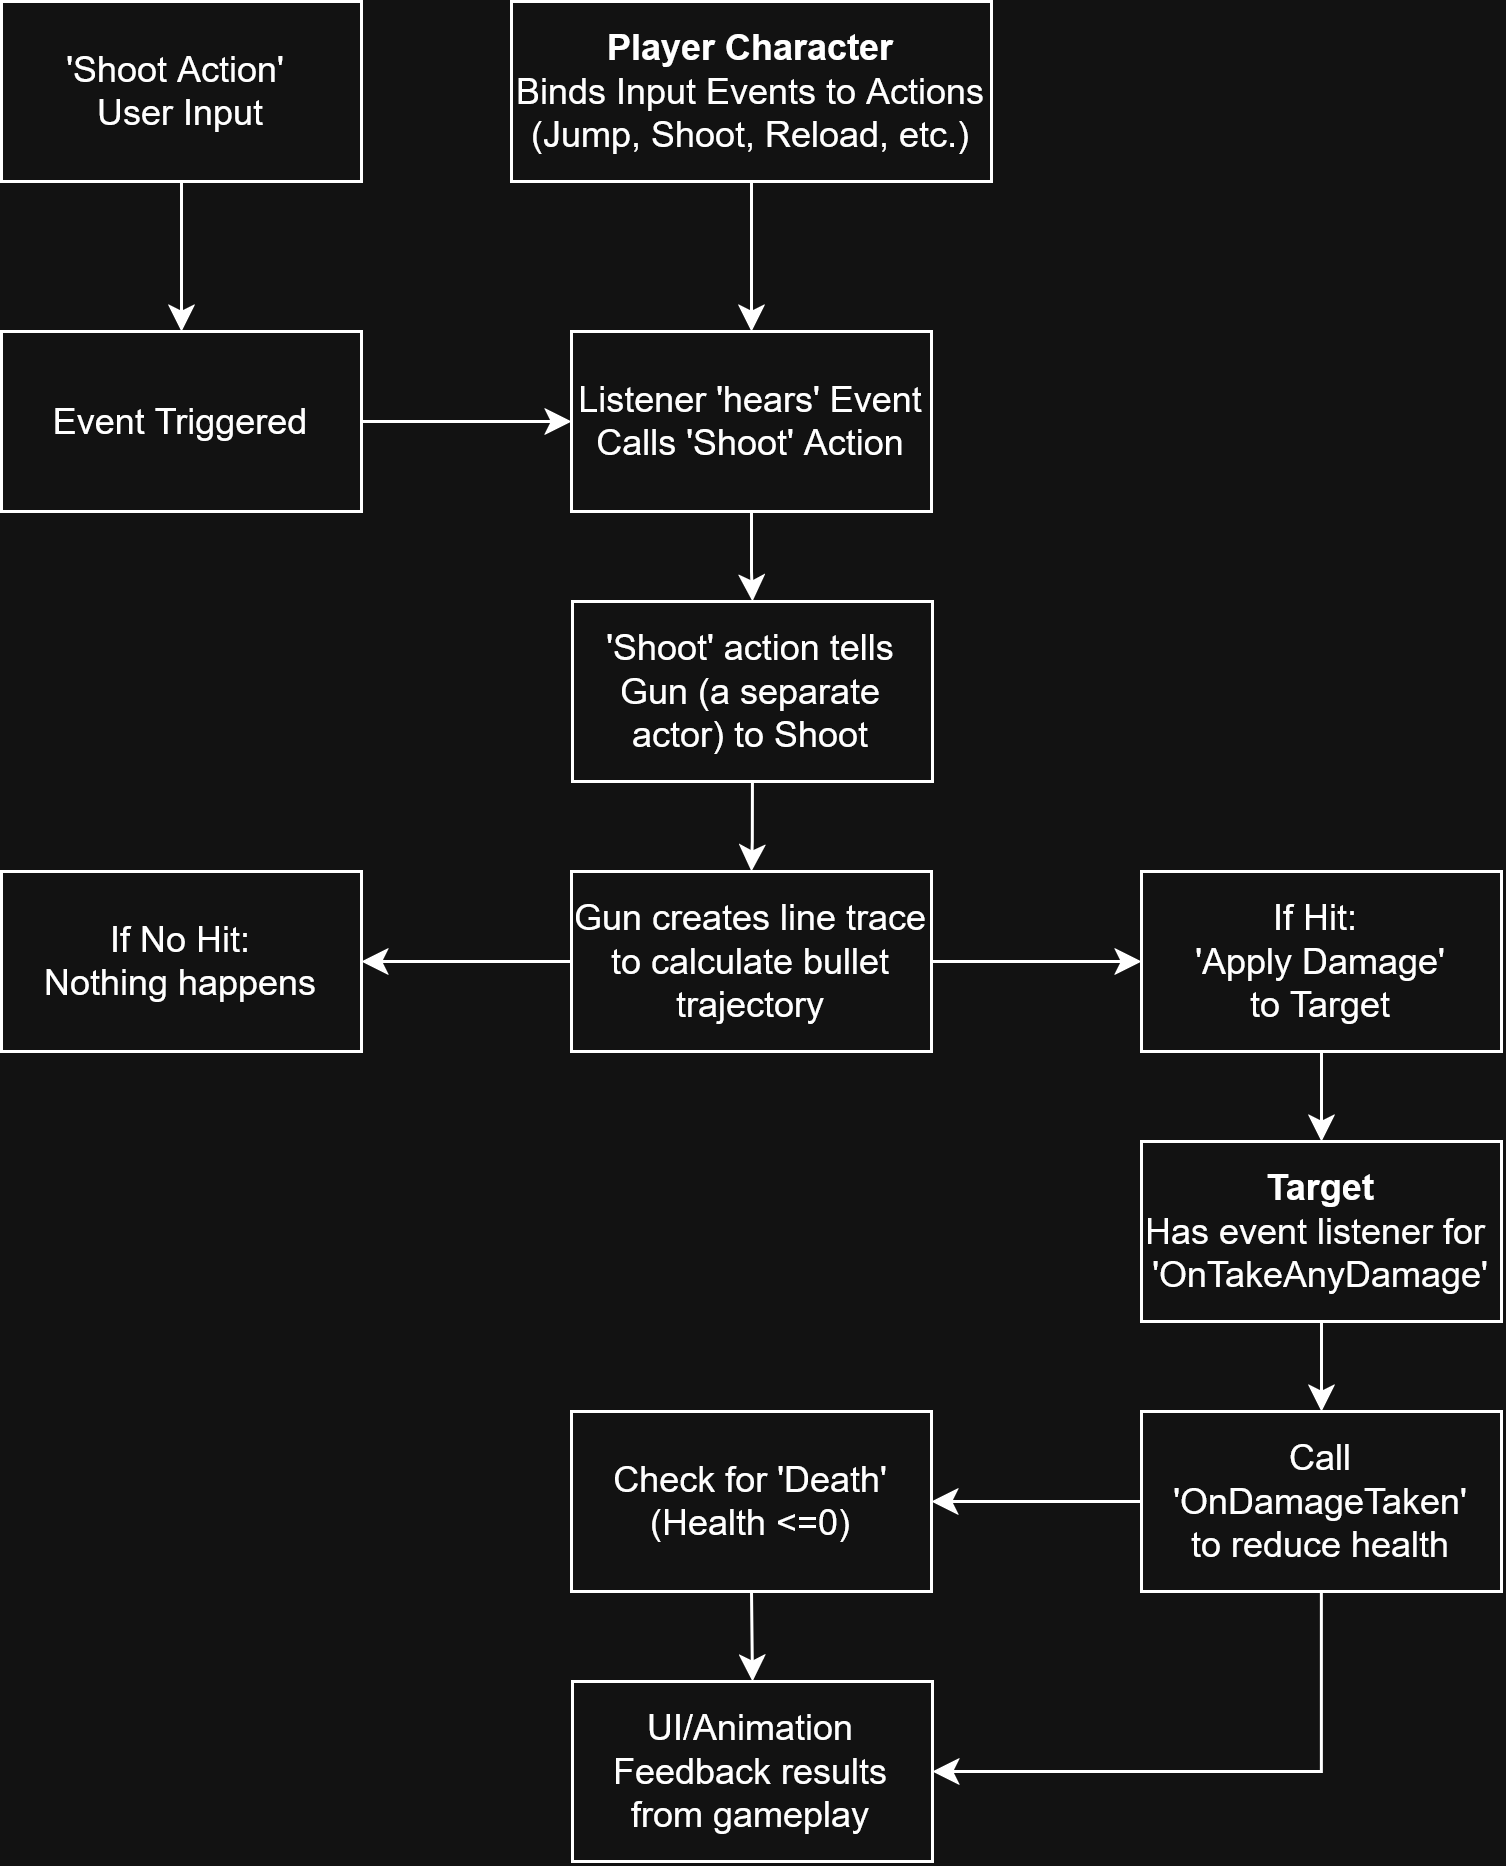 'Shoot Action'
User Input
Player Character
Binds Input Events to Actions
(Jump, Shoot, Reload, etc.)
Event Triggered
Listener 'hears' Event
Calls 'Shoot' Action
'Shoot' action tells
Gun (a separate
actor) to Shoot
If No Hit:
Nothing happens
Gun creates line trace
to calculate bullet
trajectory
If Hit:
'Apply Damage'
to Target
Target
Has event listener for
'OnTakeAnyDamage'
Check for 'Death'
(Health <=0)
Call
'OnDamageTaken'
to reduce health
UI/Animation
Feedback results
from gameplay